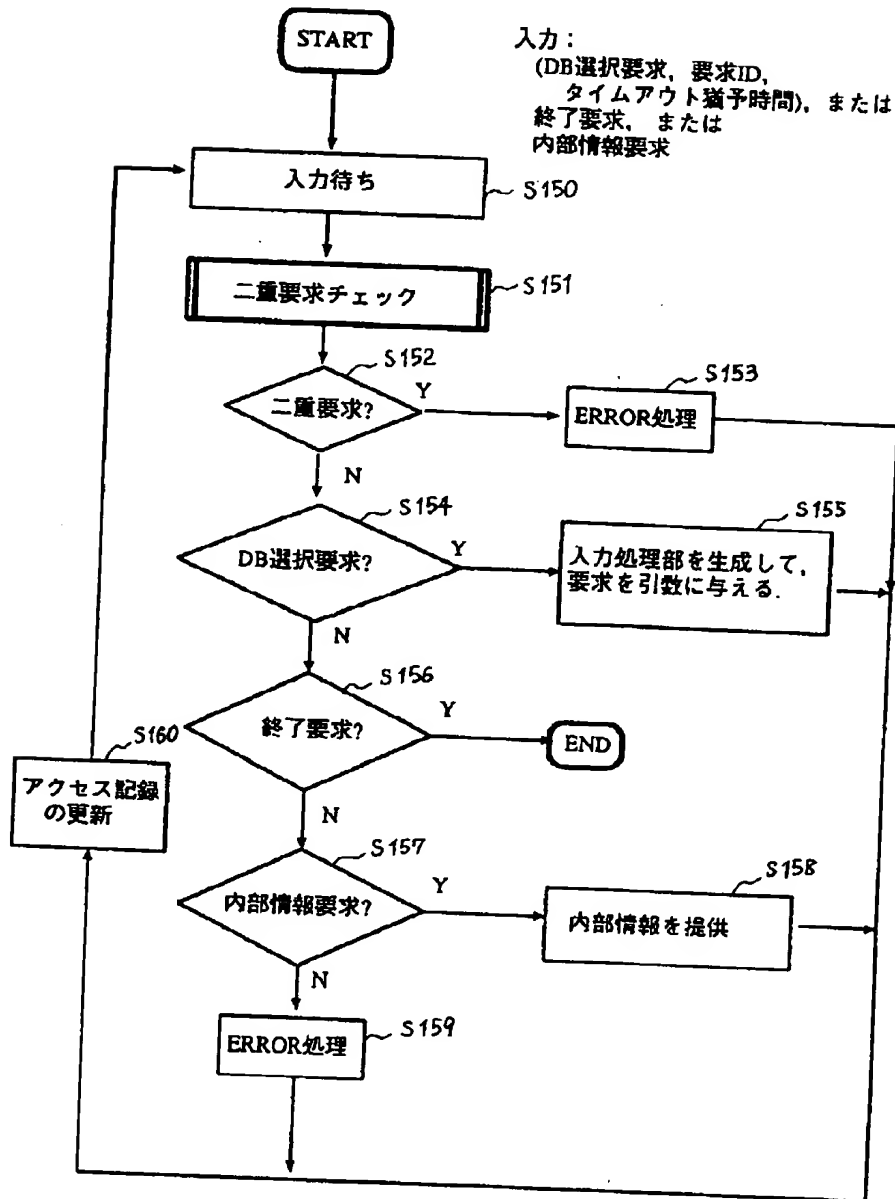 START
入力：
(DB選択要求，要求ID，
タイムアウト猶予時間)，または
終了要求，または
内部情報要求
入力待ち
S150
二重要求チェック
S151
S152
二重要求?
Y
S153
ERROR処理
N
S154
DB選択要求?
Y
S155
入力処理部を生成して，
要求を引数に与える.
N
S156
終了要求?
Y
END
S160
アクセス記録
の更新
N
S157
内部情報要求?
Y
S158
内部情報を提供
N
S159
ERROR処理